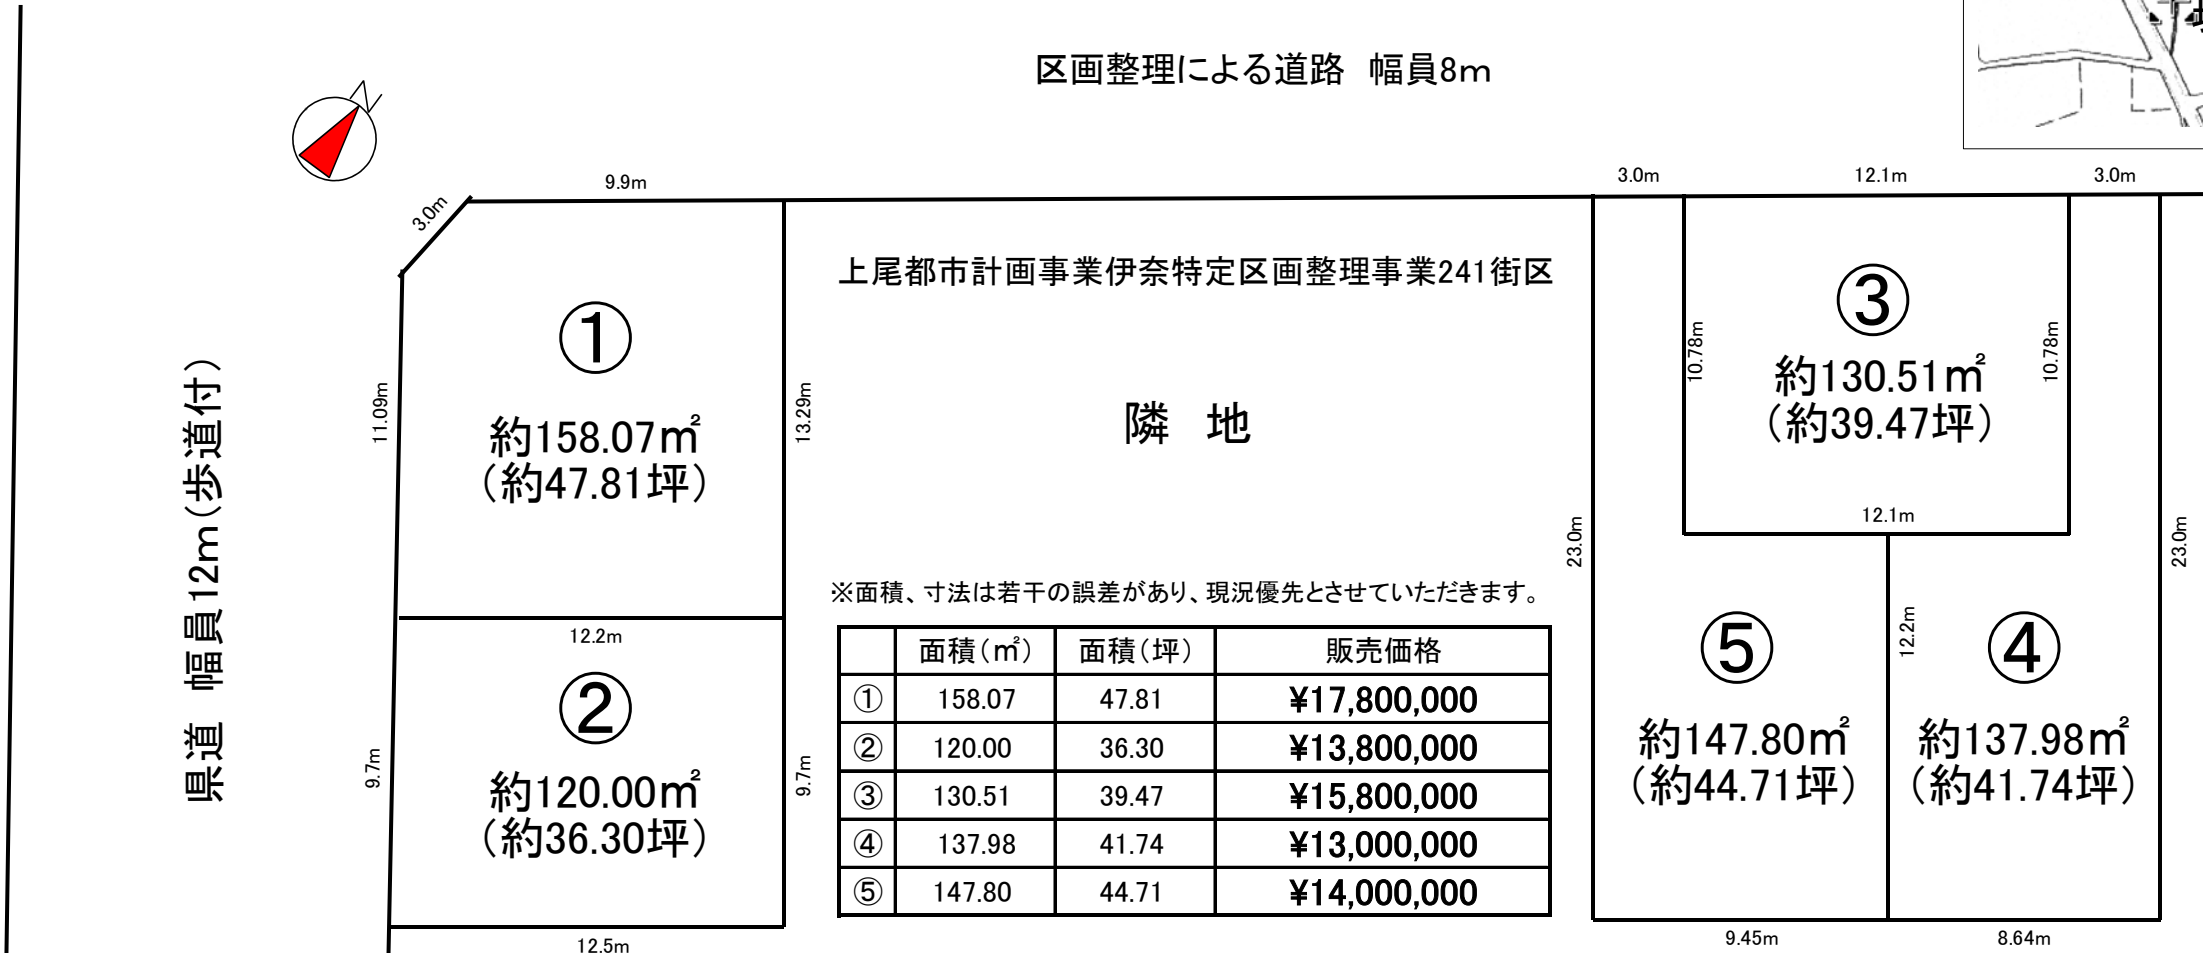 区画整理による道路　幅員8ｍ
N
9.9m
3.0m
12.1m
3.0m
3.0m
上尾都市計画事業伊奈特定区画整理事業241街区
①
約158.07㎡
（約47.81坪）
11.09m
13.29m
隣　地
③
約130.51㎡
（約39.47坪）
10.78m
10.78m
12.1m
県道　幅員12ｍ（歩道付）
23.0m
23.0m
※面積、寸法は若干の誤差があり、現況優先とさせていただきます。
12.2m
②
約120.00㎡
（約36.30坪）
9.7m
9.7m
12.5m
面積（㎡） 面積（坪） 販売価格
① 158.07 47.81 ¥17,800,000
② 120.00 36.30 ¥13,800,000
③ 130.51 39.47 ¥15,800,000
④ 137.98 41.74 ¥13,000,000
⑤ 147.80 44.71 ¥14,000,000
⑤
約147.80㎡
（約44.71坪）
12.2m
④
約137.98㎡
（約41.74坪）
9.45m
8.64m